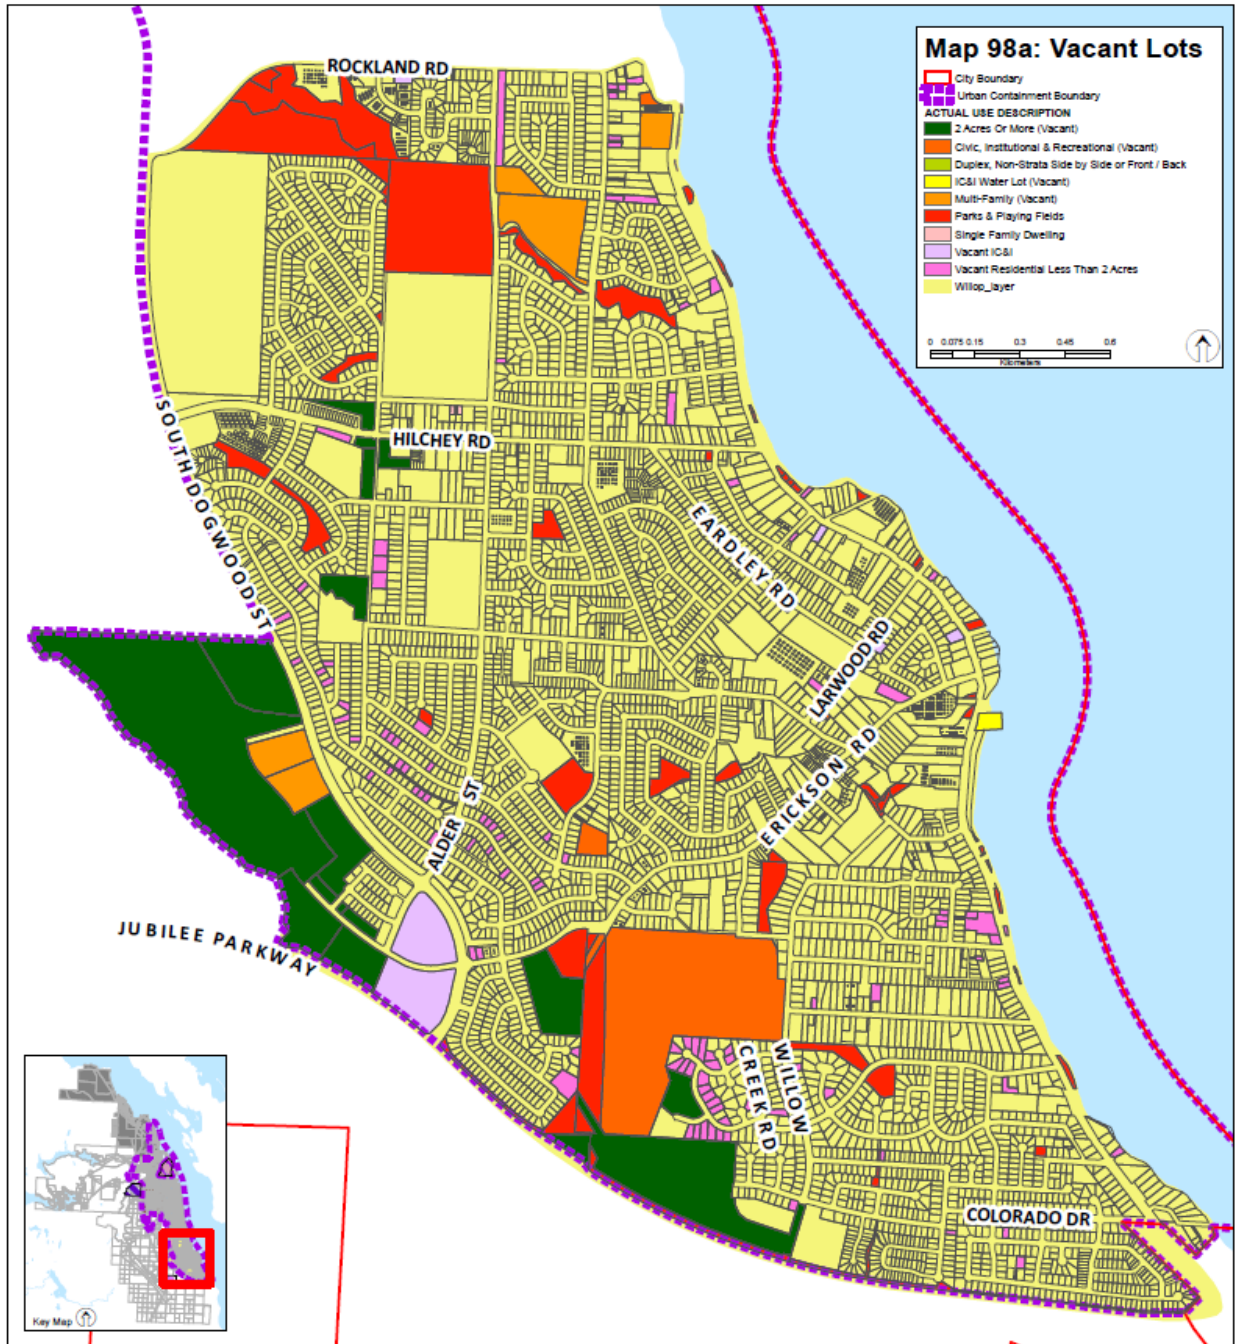 Map 98a: Vacant Lots
City Boundary
Urban Containment Boundary
ACTUAL USE DESCRIPTION
2 Acres Or More (Vacant)
Civic, Institutional & Recreational (Vacant)
Duplex, Non-Strata Side by Side or Front / Back
IC&I Water Lot (Vacant)
Multi-Family (Vacant)
Parks & Playing Fields
Single Family Dwelling
Vacant IC&I
Vacant Residential Less Than 2 Acres
Willop_layer
0 0.075 0.15 0.3 0.45 0.6
Kilometers
ROCKLAND RD
HILCHEY RD
SOUTH DOGWOOD ST
EARDLEY RD
LARWOOD RD
ERICKSON RD
ALDER ST
JUBILEE PARKWAY
WILLOW
CREEK RD
COLORADO DR
Key Map